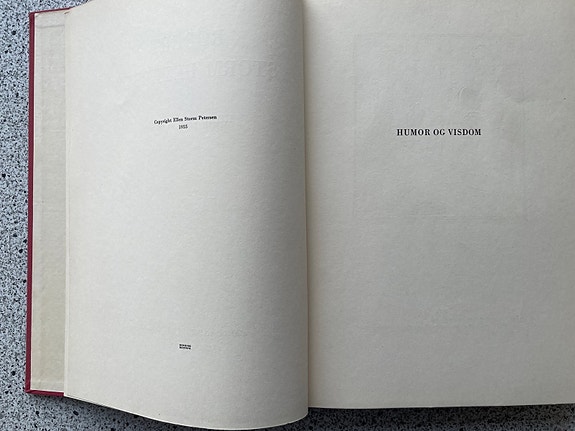 Copyright Ellen Storm Petersen
1955
HUMOR OG VISDOM